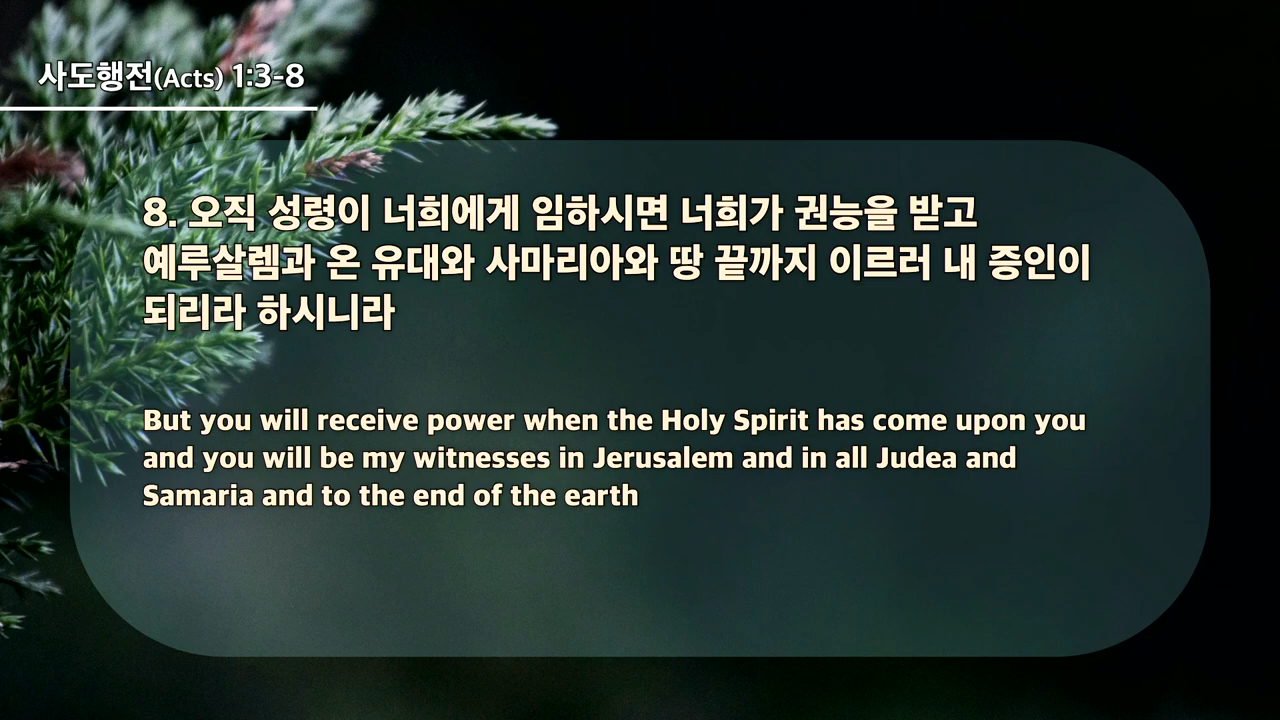 사도행전(Acts) 1:3-8
8. 오직 성령이 너희에게 임하시면 너희가 권능을 받고
예루살렘과 온 유대와 사마리아와 땅 끝까지 이르러 내 증인이
되리라 하시니라
But you will receive power when the Holy Spirit has come upon you
and you will be my witnesses in Jerusalem and in all Judea and
Samaria and to the end of the earth